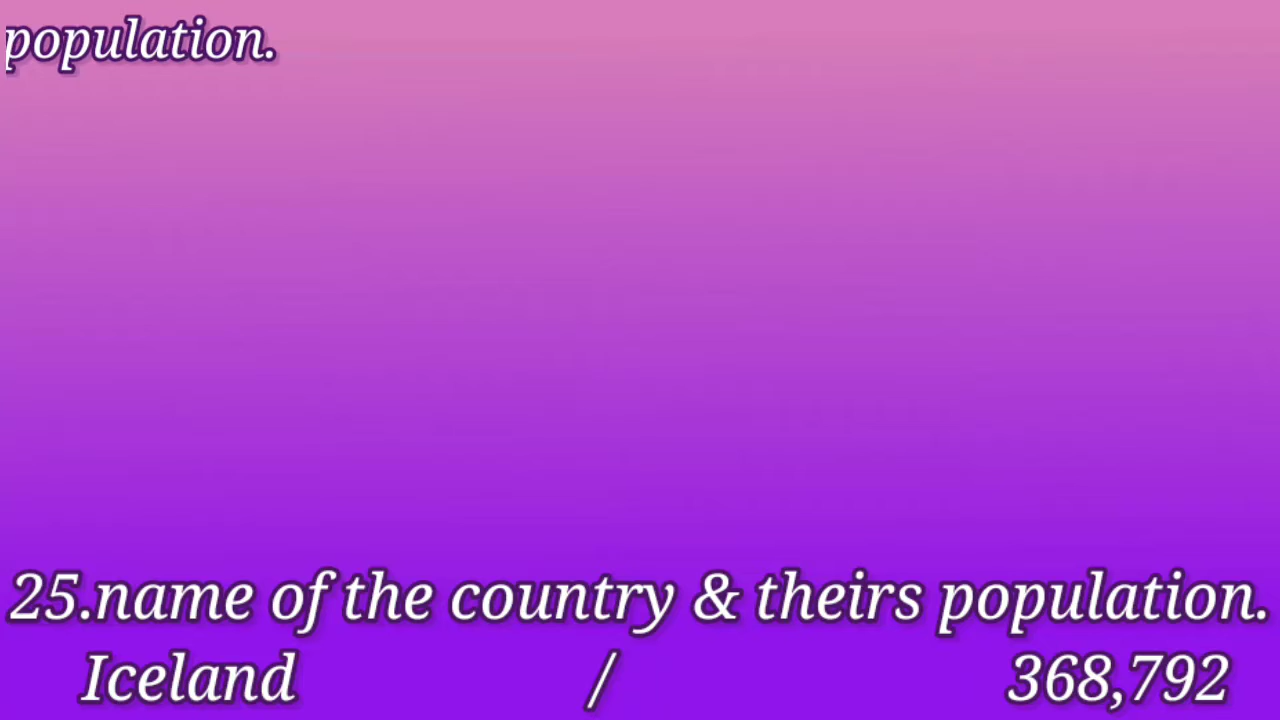 population.
25.name of the country & theirs population.
Iceland / 368,792